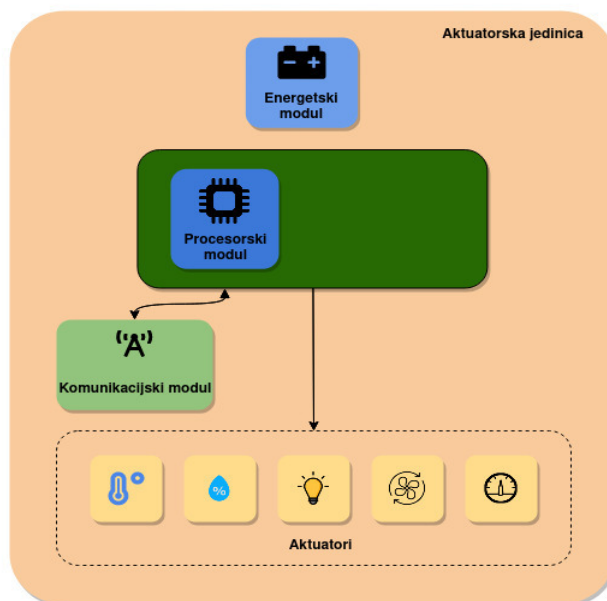 Aktuatorska jedinica
Energetski
modul
Procesorski
modul
Komunikacijski modul
%
Aktuatori